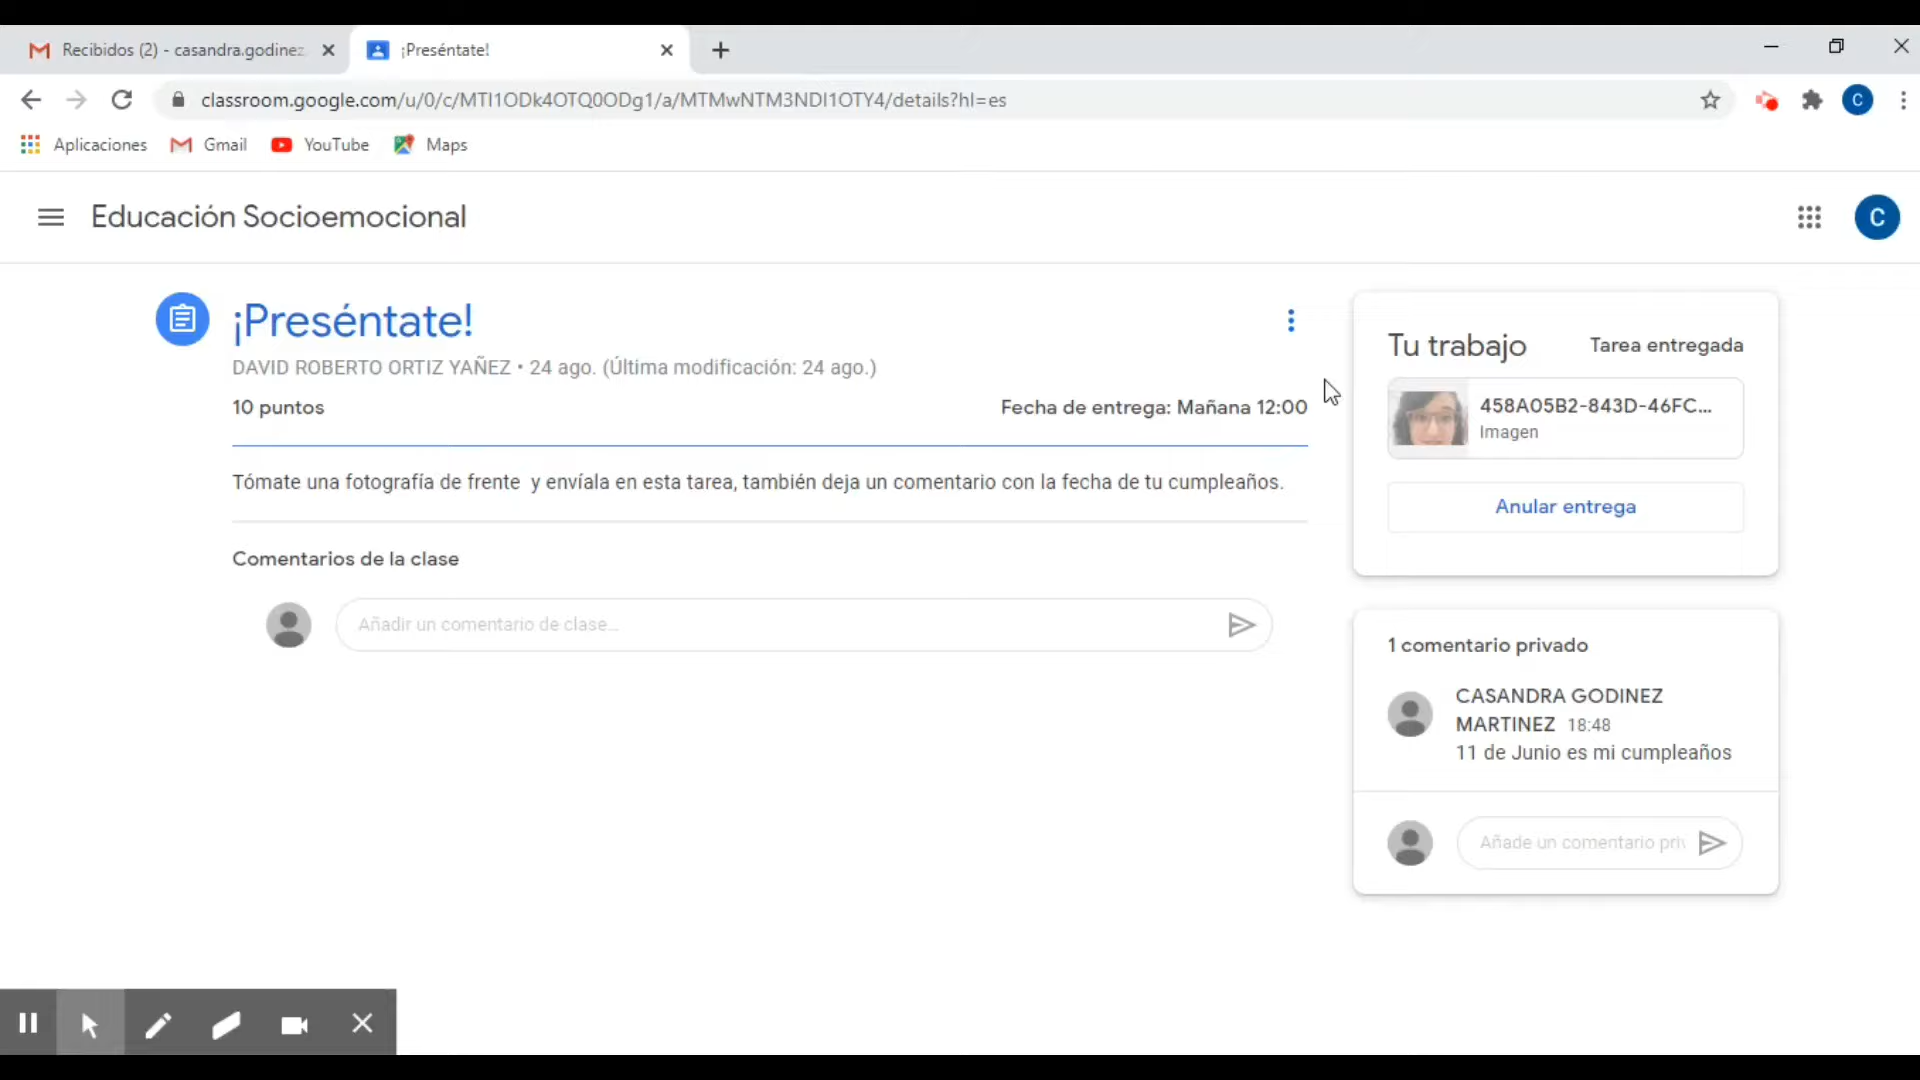 Recibidos (2) - casandra.godinez
¡Preséntate!
classroom.google.com/u/0/c/MTI1ODk4OTQ0ODg1/a/MTMwNTM3NDI1OTY4/details?hl=es
C
Aplicaciones
Gmail
YouTube
Maps
Educación Socioemocional
C
¡Preséntate!
DAVID ROBERTO ORTIZ YAÑEZ • 24 ago. (Última modificación: 24 ago.)
10 puntos
Fecha de entrega: Mañana 12:00
Tómate una fotografía de frente y envíala en esta tarea, también deja un comentario con la fecha de tu cumpleaños.
Comentarios de la clase
Añadir un comentario de clase...
Tu trabajo
Tarea entregada
458A05B2-843D-46FC...
Imagen
Anular entrega
1 comentario privado
CASANDRA GODINEZ
MARTINEZ 18:48
11 de Junio es mi cumpleaños
Añade un comentario priv